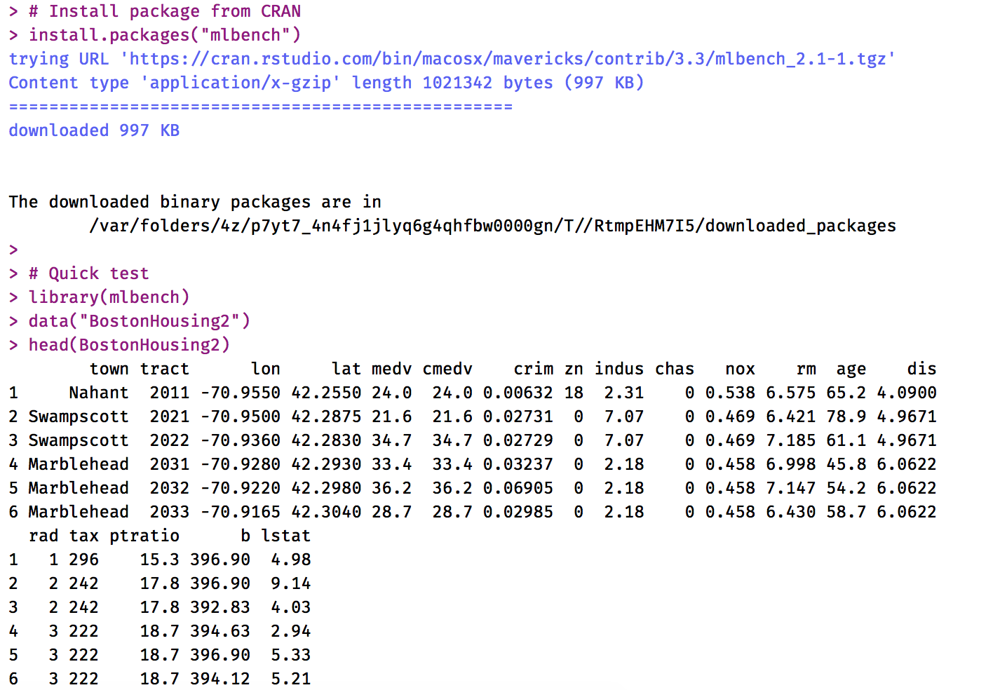 > # Install package from CRAN
> install.packages("mlbench")
trying URL 'https://cran.rstudio.com/bin/macosx/mavericks/contrib/3.3/mlbench_2.1-1.tgz'
Content type 'application/x-gzip' length 1021342 bytes (997 KB)
==================================================
downloaded 997 KB


The downloaded binary packages are in
        /var/folders/4z/p7yt7_4n4fj1jlyq6g4qhfbw0000gn/T//RtmpEHM7I5/downloaded_packages
>
> # Quick test
> library(mlbench)
> data("BostonHousing2")
> head(BostonHousing2)
        town tract      lon     lat medv cmedv    crim zn indus chas   nox    rm  age    dis
1     Nahant  2011 -70.9550 42.2550 24.0  24.0 0.00632 18  2.31    0 0.538 6.575 65.2 4.0900
2 Swampscott  2021 -70.9500 42.2875 21.6  21.6 0.02731  0  7.07    0 0.469 6.421 78.9 4.9671
3 Swampscott  2022 -70.9360 42.2830 34.7  34.7 0.02729  0  7.07    0 0.469 7.185 61.1 4.9671
4 Marblehead  2031 -70.9280 42.2930 33.4  33.4 0.03237  0  2.18    0 0.458 6.998 45.8 6.0622
5 Marblehead  2032 -70.9220 42.2980 36.2  36.2 0.06905  0  2.18    0 0.458 7.147 54.2 6.0622
6 Marblehead  2033 -70.9165 42.3040 28.7  28.7 0.02985  0  2.18    0 0.458 6.430 58.7 6.0622
  rad tax ptratio      b lstat
1   1 296    15.3 396.90  4.98
2   2 242    17.8 396.90  9.14
3   2 242    17.8 392.83  4.03
4   3 222    18.7 394.63  2.94
5   3 222    18.7 396.90  5.33
6   3 222    18.7 394.12  5.21